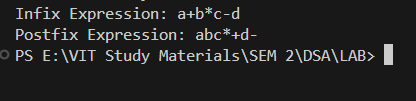 Infix Expression: a+b*c-d
Postfix Expression: abc*+d-
PS E:\VIT Study Materials\SEM 2\DSA\LAB>